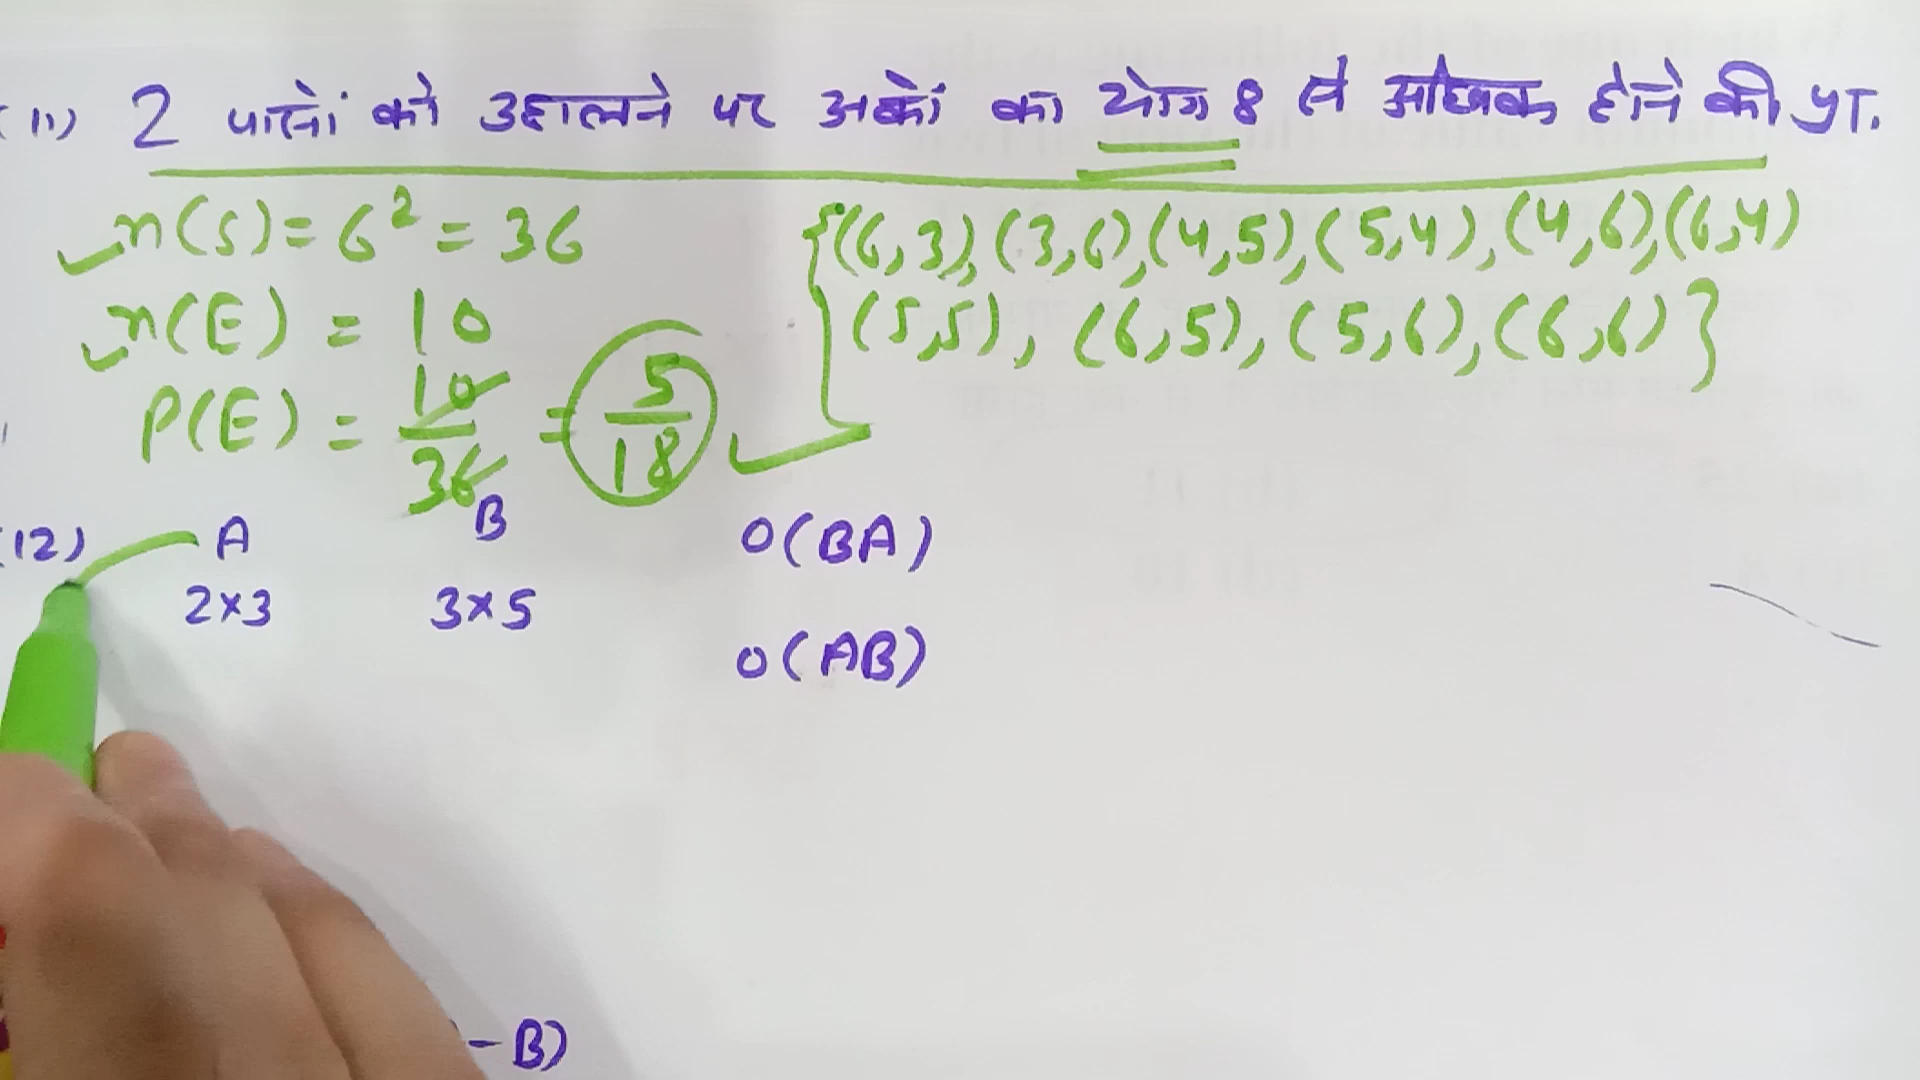 (11) 2 पासों को उछालने पर अकों का योग 8 से अधिक होने की प्रा.
n(S) = 6² = 36
{(6,3), (3,6), (4,5), (5,4), (4,6), (6,4)
n(E) = 10
(5,5), (6,5), (5,6), (6,6)}
P(E) = 10/36 = 5/18
(12) A B O(BA)
2×3 3×5
O(AB)
- B)